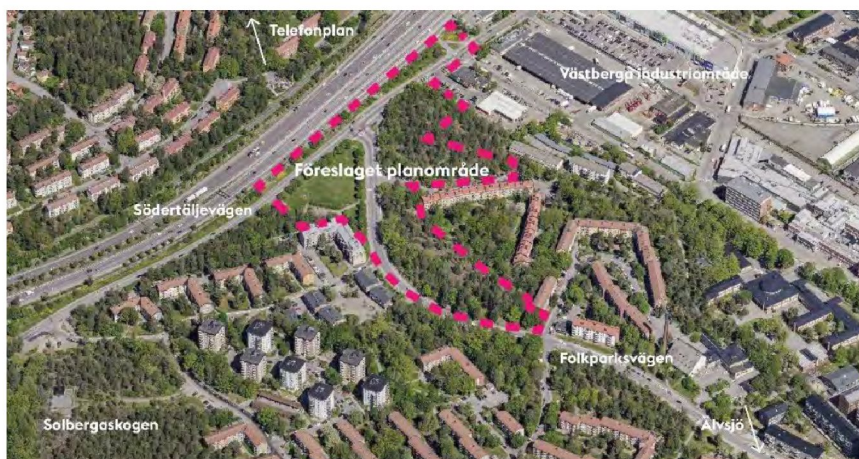 Telefonplan
Västberga industriområde
Föreslaget planområde
Södertäljevägen
Folkparksvägen
Solbergaskogen
Älvsjö